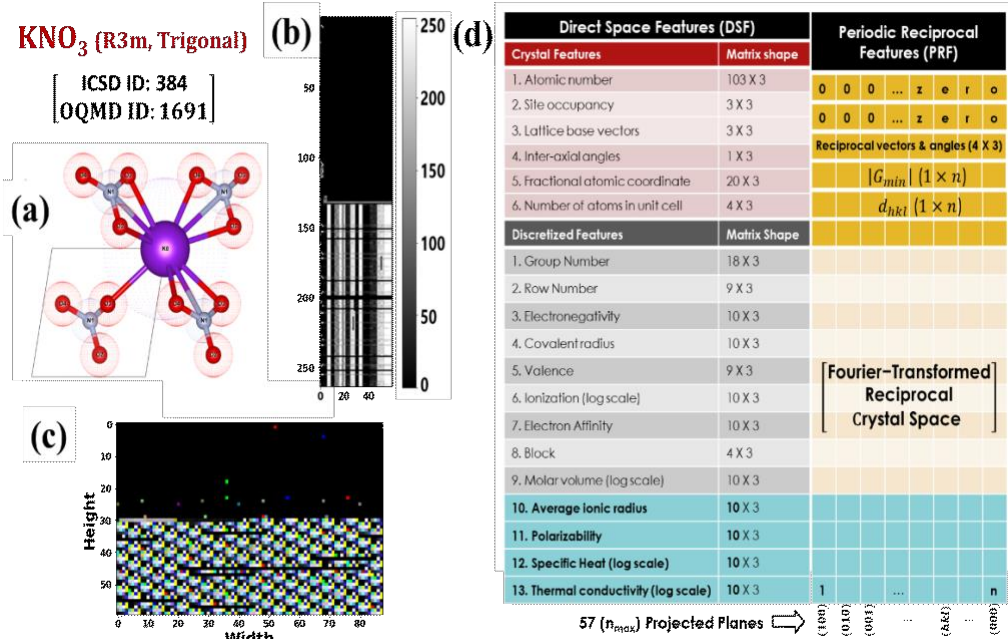 KNO3 (R3m, Trigonal)
ICSD ID: 384
OQMD ID: 1691
(a)
(b)
50
100
150
200
250
0 20 40
250
200
150
100
50
0
(c)
Height
0
10
20
30
40
50
0 10 20 30 40 50 60 70 80
Width
(d)
Direct Space Features (DSF)
Crystal Features Matrix shape
1. Atomic number 103 X 3
2. Site occupancy 3 X 3
3. Lattice base vectors 3 X 3
4. Inter-axial angles 1 X 3
5. Fractional atomic coordinate 20 X 3
6. Number of atoms in unit cell 4 X 3
Discretized Features Matrix Shape
1. Group Number 18 X 3
2. Row Number 9 X 3
3. Electronegativity 10 X 3
4. Covalent radius 10 X 3
5. Valence 9 X 3
6. Ionization (log scale) 10 X 3
7. Electron Affinity 10 X 3
8. Block 4 X 3
9. Molar volume (log scale) 10 X 3
10. Average ionic radius 10 X 3
11. Polarizability 10 X 3
12. Specific Heat (log scale) 10 X 3
13. Thermal conductivity (log scale) 10 X 3
Periodic Reciprocal
Features (PRF)
0 0 0 ... z e r o
0 0 0 ... z e r o
Reciprocal vectors & angles (4 X 3)
|Gmin| (1 × n)
dhkl (1 × n)
[Fourier-Transformed
Reciprocal
Crystal Space]
1 ... n
57 (nmax) Projected Planes
(100) (010) (001) ... (hkl) ...